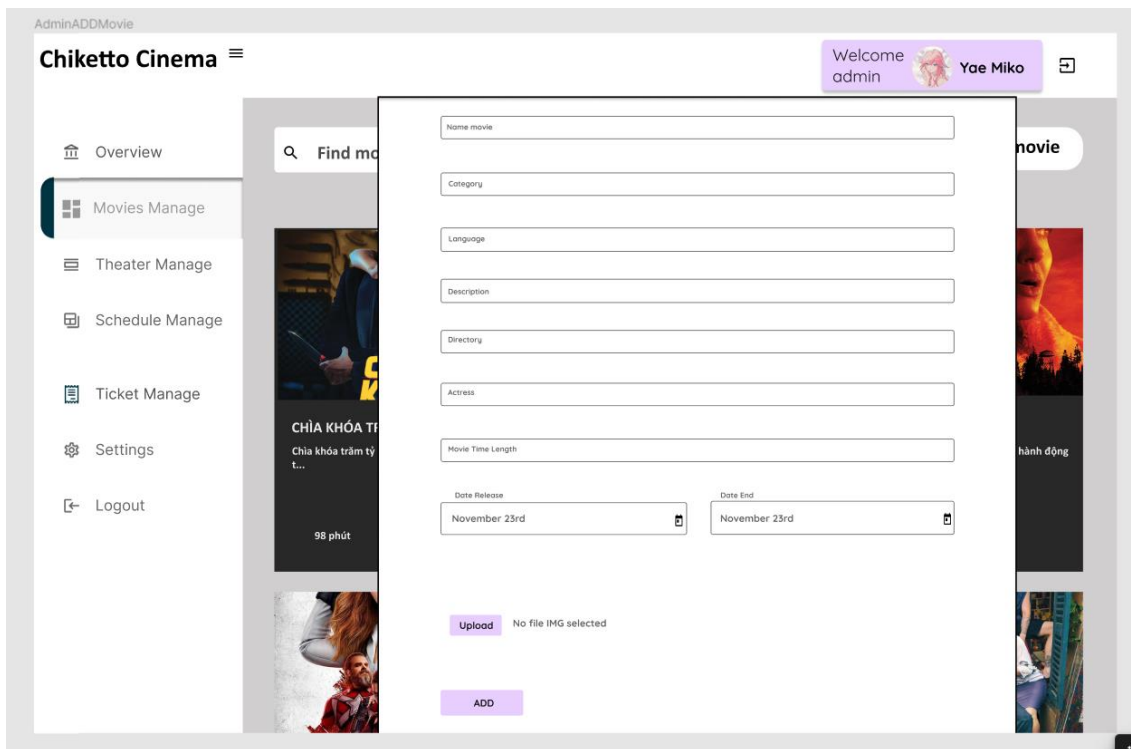 AdminADDMovie
Chiketto Cinema
Welcome
admin
Yae Miko
Overview
Movies Manage
Theater Manage
Schedule Manage
Ticket Manage
Settings
Logout
Find mo
movie
CHÌA KHÓA TR
Chìa khóa trăm tỷ
t...
98 phút
hành động
Name movie
Category
Language
Description
Directory
Actress
Movie Time Length
Date Release
November 23rd
Date End
November 23rd
Upload
No file IMG selected
ADD